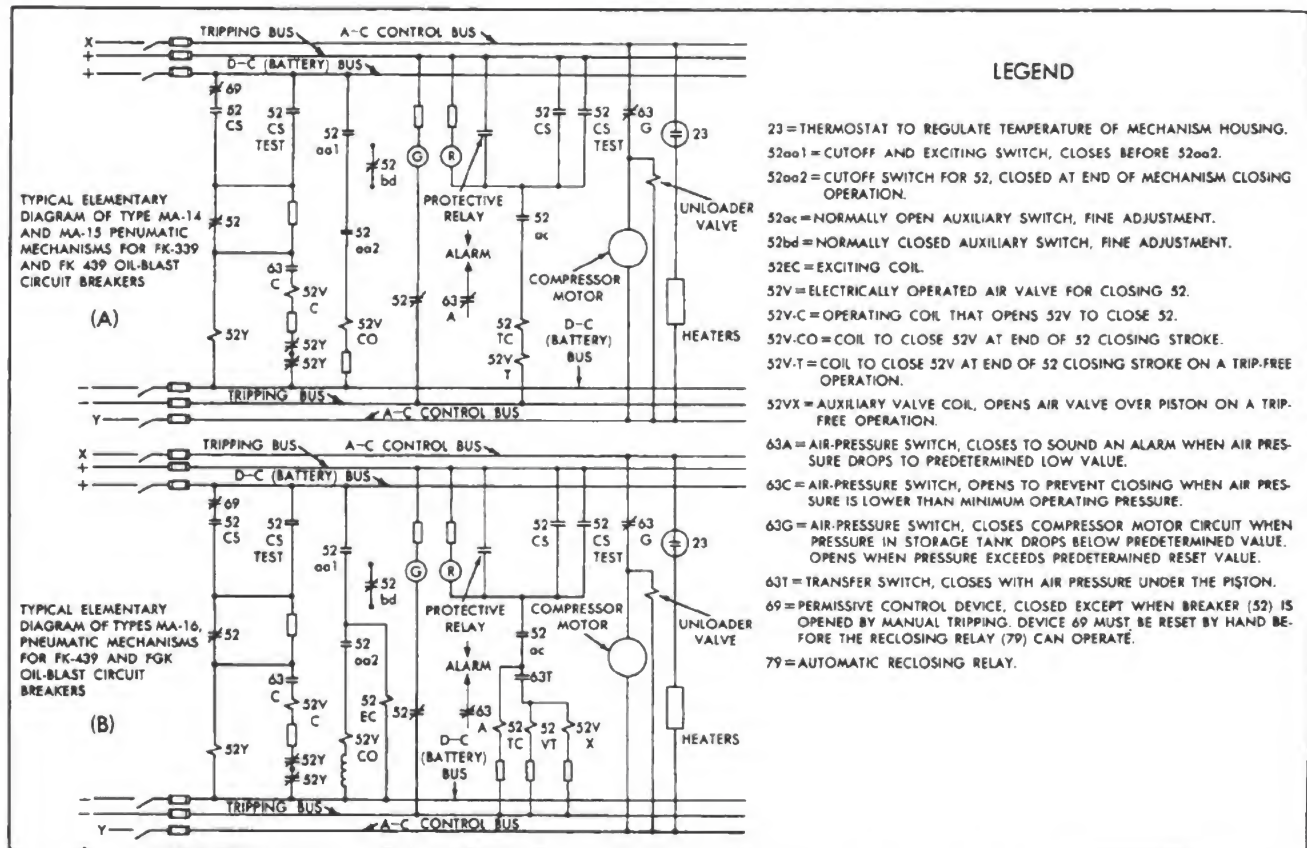 TRIPPING BUS
A-C CONTROL BUS
X
+
+
D-C (BATTERY) BUS
69
52
CS
52
CS
TEST
52
aa1
52
bd
G
R
52
CS
52
CS
TEST
63
G
23
TYPICAL ELEMENTARY
DIAGRAM OF TYPE MA-14
AND MA-15 PENUMATIC
MECHANISMS FOR FK-339
AND FK 439 OIL-BLAST
CIRCUIT BREAKERS
(A)
PROTECTIVE
RELAY
UNLOADER
VALVE
52
52
aa2
52
ac
ALARM
COMPRESSOR
MOTOR
63
C
52V
C
52
63
A
52Y
52Y
52Y
52V
CO
52
TC
52V
T
D-C
(BATTERY)
BUS
HEATERS
-
-
TRIPPING BUS
Y
A-C CONTROL BUS
TRIPPING BUS
A-C CONTROL BUS
X
+
+
D-C (BATTERY) BUS
69
52
CS
52
CS
TEST
52
aa1
52
bd
G
R
52
CS
52
CS
TEST
63
G
23
TYPICAL ELEMENTARY
DIAGRAM OF TYPES MA-16,
PNEUMATIC MECHANISMS
FOR FK-439 AND FGK
OIL-BLAST CIRCUIT
BREAKERS
(B)
PROTECTIVE
RELAY
COMPRESSOR
MOTOR
UNLOADER
VALVE
52
52
aa2
52
ac
ALARM
63T
63
C
52V
C
52
EC
52
63
A
52
TC
52
VT
52V
X
52Y
52Y
52Y
52V
CO
D-C
(BATTERY)
BUS
HEATERS
-
-
TRIPPING BUS
Y
A-C CONTROL BUS
LEGEND
23 = THERMOSTAT TO REGULATE TEMPERATURE OF MECHANISM HOUSING.
52aa1 = CUTOFF AND EXCITING SWITCH, CLOSES BEFORE 52aa2.
52aa2 = CUTOFF SWITCH FOR 52, CLOSED AT END OF MECHANISM CLOSING
OPERATION.
52ac = NORMALLY OPEN AUXILIARY SWITCH, FINE ADJUSTMENT.
52bd = NORMALLY CLOSED AUXILIARY SWITCH, FINE ADJUSTMENT.
52EC = EXCITING COIL.
52V = ELECTRICALLY OPERATED AIR VALVE FOR CLOSING 52.
52V-C = OPERATING COIL THAT OPENS 52V TO CLOSE 52.
52V-CO = COIL TO CLOSE 52V AT END OF 52 CLOSING STROKE.
52V-T = COIL TO CLOSE 52V AT END OF 52 CLOSING STROKE ON A TRIP-FREE
OPERATION.
52VX = AUXILIARY VALVE COIL, OPENS AIR VALVE OVER PISTON ON A TRIP-
FREE OPERATION.
63A = AIR-PRESSURE SWITCH, CLOSES TO SOUND AN ALARM WHEN AIR PRES-
SURE DROPS TO PREDETERMINED LOW VALUE.
63C = AIR-PRESSURE SWITCH, OPENS TO PREVENT CLOSING WHEN AIR PRES-
SURE IS LOWER THAN MINIMUM OPERATING PRESSURE.
63G = AIR-PRESSURE SWITCH, CLOSES COMPRESSOR MOTOR CIRCUIT WHEN
PRESSURE IN STORAGE TANK DROPS BELOW PREDETERMINED VALUE.
OPENS WHEN PRESSURE EXCEEDS PREDETERMINED RESET VALUE.
63T = TRANSFER SWITCH, CLOSES WITH AIR PRESSURE UNDER THE PISTON.
69 = PERMISSIVE CONTROL DEVICE, CLOSED EXCEPT WHEN BREAKER (52) IS
OPENED BY MANUAL TRIPPING. DEVICE 69 MUST BE RESET BY HAND BE-
FORE THE RECLOSING RELAY (79) CAN OPERATE.
79 = AUTOMATIC RECLOSING RELAY.